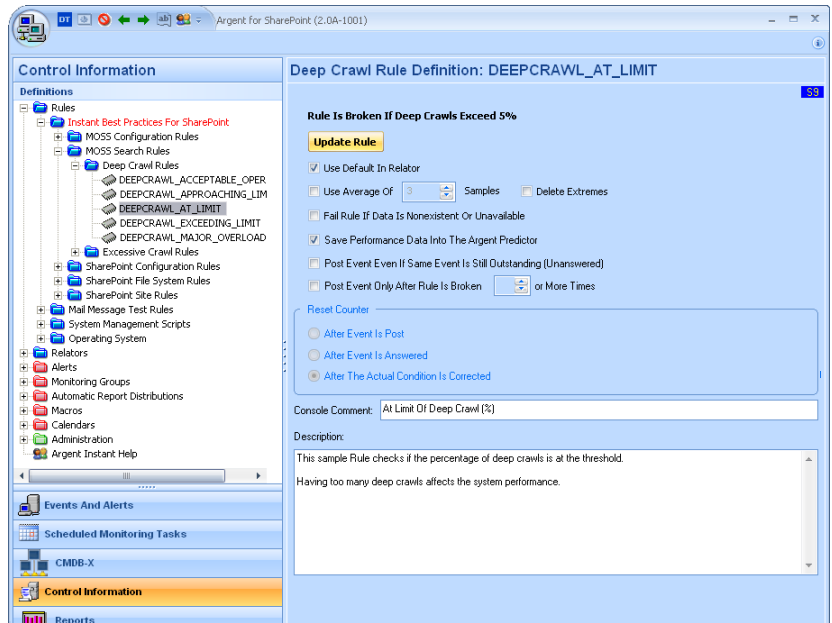 DT
ab
Argent for SharePoint (2.0A-1001)
Control Information
Definitions
Rules
Instant Best Practices For SharePoint
MOSS Configuration Rules
MOSS Search Rules
Deep Crawl Rules
DEEPCRAWL_ACCEPTABLE_OPER
DEEPCRAWL_APPROACHING_LIM
DEEPCRAWL_AT_LIMIT
DEEPCRAWL_EXCEEDING_LIMIT
DEEPCRAWL_MAJOR_OVERLOAD
Excessive Crawl Rules
SharePoint Configuration Rules
SharePoint File System Rules
SharePoint Site Rules
Mail Message Test Rules
System Management Scripts
Operating System
Relators
Alerts
Monitoring Groups
Automatic Report Distributions
Macros
Calendars
Administration
Argent Instant Help
Events And Alerts
Scheduled Monitoring Tasks
CMDB-X
Control Information
Reports
Deep Crawl Rule Definition: DEEPCRAWL_AT_LIMIT
S9
Rule Is Broken If Deep Crawls Exceed 5%
Update Rule
Use Default In Relator
Use Average Of 3 Samples Delete Extremes
Fail Rule If Data Is Nonexistent Or Unavailable
Save Performance Data Into The Argent Predictor
Post Event Even If Same Event Is Still Outstanding (Unanswered)
Post Event Only After Rule Is Broken or More Times
Reset Counter
After Event Is Post
After Event Is Answered
After The Actual Condition Is Corrected
Console Comment: At Limit Of Deep Crawl (%)
Description:
This sample Rule checks if the percentage of deep crawls is at the threshold.
Having too many deep crawls affects the system performance.